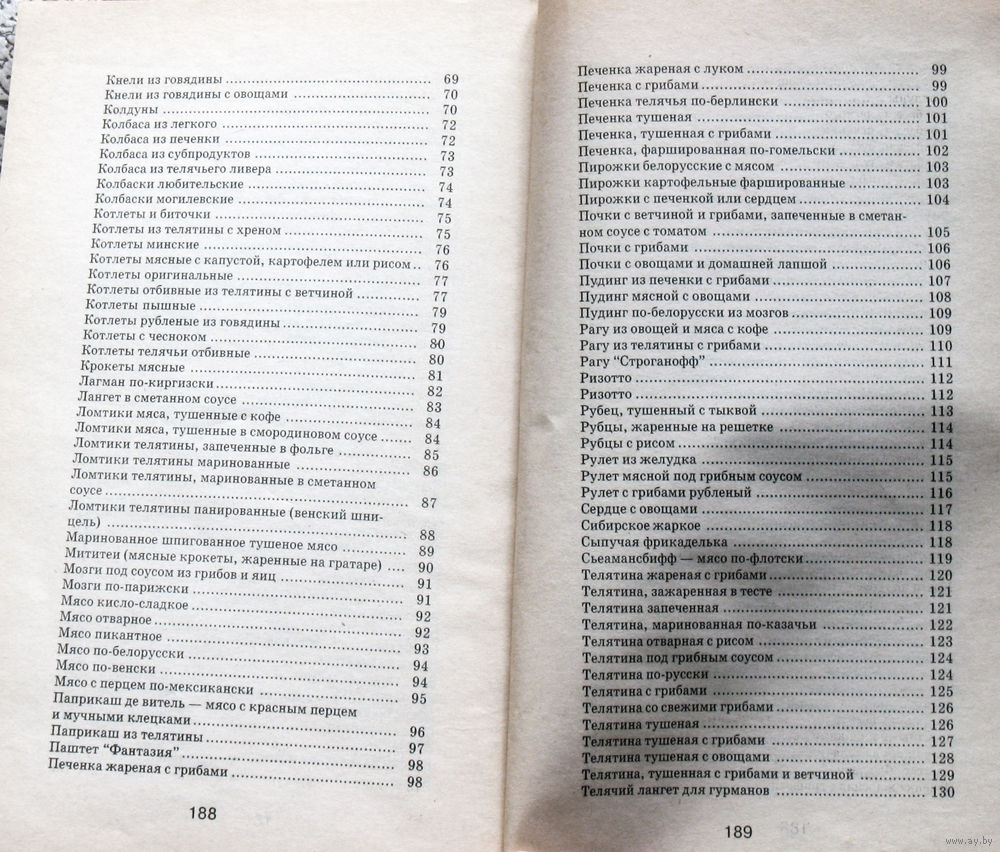 Кнели из говядины ........ 69
Кнели из говядины с овощами ........ 70
Колдуны ........ 70
Колбаса из легкого ........ 72
Колбаса из печенки ........ 72
Колбаса из субпродуктов ........ 73
Колбаса из телячьего ливера ........ 73
Колбаски любительские ........ 74
Колбаски могилевские ........ 74
Котлеты и биточки ........ 75
Котлеты из телятины с хреном ........ 75
Котлеты минские ........ 76
Котлеты мясные с капустой, картофелем или рисом .. 76
Котлеты оригинальные ........ 77
Котлеты отбивные из телятины с ветчиной ........ 77
Котлеты пышные ........ 79
Котлеты рубленые из говядины ........ 79
Котлеты с чесноком ........ 80
Котлеты телячьи отбивные ........ 80
Крокеты мясные ........ 81
Лагман по-киргизски ........ 82
Лангет в сметанном соусе ........ 83
Ломтики мяса, тушенные с кофе ........ 84
Ломтики мяса, тушенные в смородиновом соусе ....... 84
Ломтики телятины, запеченные в фольге ........ 85
Ломтики телятины маринованные ........ 86
Ломтики телятины, маринованные в сметанном
соусе ........ 87
Ломтики телятины панированные (венский шни-
цель) ........ 88
Маринованное шпигованное тушеное мясо ........ 89
Мититеи (мясные крокеты, жаренные на гратаре) .... 90
Мозги под соусом из грибов и яиц ........ 91
Мозги по-парижски ........ 91
Мясо кисло-сладкое ........ 92
Мясо отварное ........ 92
Мясо пикантное ........ 93
Мясо по-белорусски ........ 94
Мясо по-венски ........ 94
Мясо с перцем по-мексикански ........ 95
Паприкаш де витель — мясо с красным перцем
и мучными клецками ........ 96
Паприкаш из телятины ........ 97
Паштет "Фантазия" ........ 98
Печенка жареная с грибами ........ 98
188
Печенка жареная с луком ........ 99
Печенка с грибами ........ 99
Печенка телячья по-берлински ........ 100
Печенка тушеная ........ 101
Печенка, тушенная с грибами ........ 101
Печенка, фаршированная по-гомельски ........ 102
Пирожки белорусские с мясом ........ 103
Пирожки картофельные фаршированные ........ 103
Пирожки с печенкой или сердцем ........ 104
Почки с ветчиной и грибами, запеченные в сметан-
ном соусе с томатом ........ 105
Почки с грибами ........ 106
Почки с овощами и домашней лапшой ........ 106
Пудинг из печенки с грибами ........ 107
Пудинг мясной с овощами ........ 108
Пудинг по-белорусски из мозгов ........ 109
Рагу из овощей и мяса с кофе ........ 109
Рагу из телятины с грибами ........ 110
Рагу "Строганофф" ........ 111
Ризотто ........ 112
Ризотто ........ 112
Рубец, тушенный с тыквой ........ 113
Рубцы, жаренные на решетке ........ 114
Рубцы с рисом ........ 114
Рулет из желудка ........ 115
Рулет мясной под грибным соусом ........ 115
Рулет с грибами рубленый ........ 116
Сердце с овощами ........ 117
Сибирское жаркое ........ 118
Сыпучая фрикаделька ........ 118
Сьеамансбифф — мясо по-флотски ........ 119
Телятина жареная с грибами ........ 120
Телятина, зажаренная в тесте ........ 121
Телятина запеченная ........ 121
Телятина, маринованная по-казачьи ........ 122
Телятина отварная с рисом ........ 123
Телятина под грибным соусом ........ 124
Телятина по-русски ........ 124
Телятина с грибами ........ 125
Телятина со свежими грибами ........ 126
Телятина тушеная ........ 126
Телятина тушеная с грибами ........ 127
Телятина тушеная с овощами ........ 128
Телятина, тушенная с грибами и ветчиной ........ 129
Телячий лангет для гурманов ........ 130
189
www.ay.by